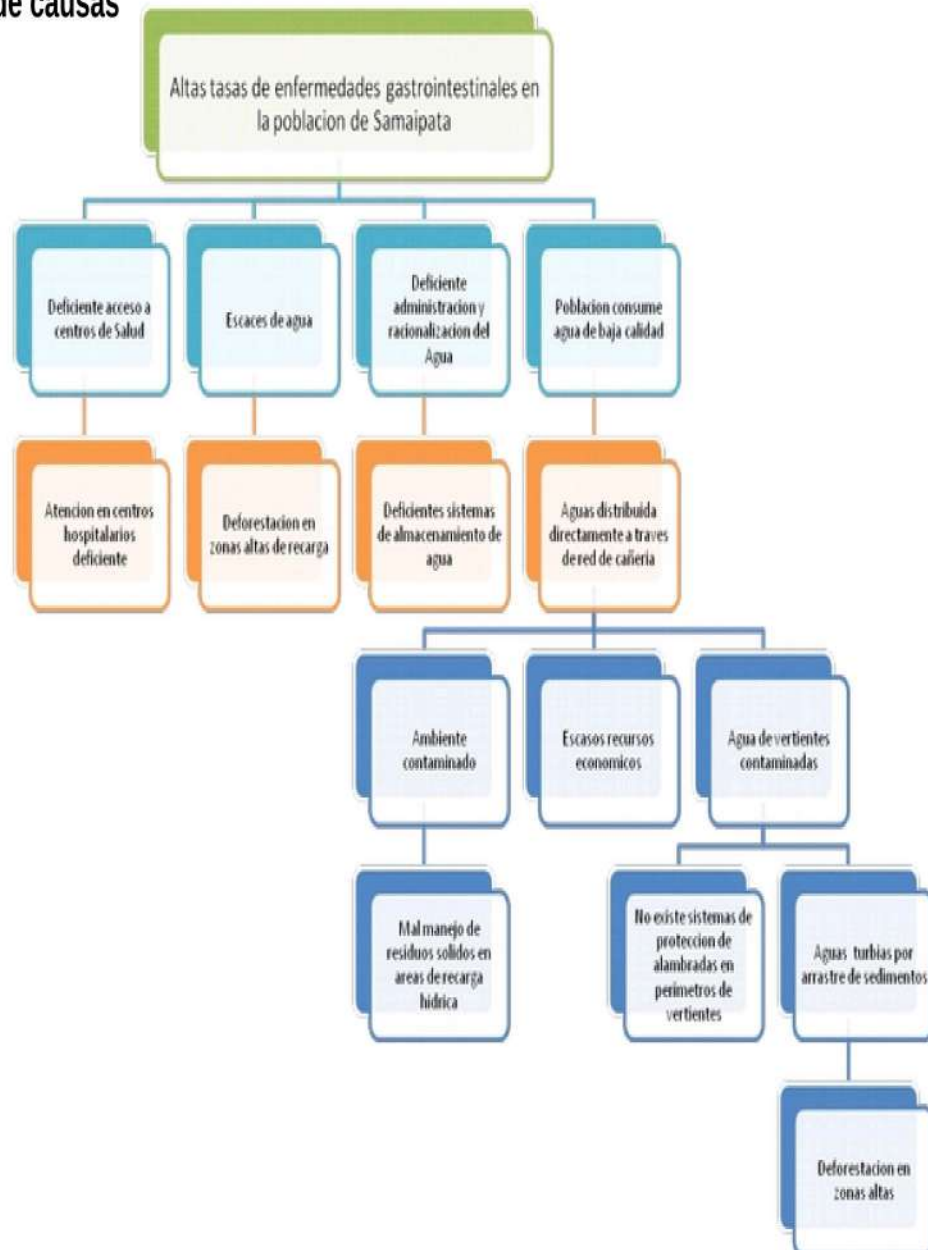 de causas
Altas tasas de enfermedades gastrointestinales en
la poblacion de Samaipata
Deficiente acceso a
centros de Salud
Escaces de agua
Deficiente
administracion y
racionalizacion del
Agua
Poblacion consume
agua de baja calidad
Atencion en centros
hospitalarios
deficiente
Deforestacion en
zonas altas de recarga
Deficientes sistemas
de almacenamiento de
agua
Aguas distribuida
directamente a traves
de red de cañeria
Ambiente
contaminado
Escasos recursos
economicos
Agua de vertientes
contaminadas
Mal manejo de
residuos solidos en
areas de recarga
hidrica
No existe sistemas de
proteccion de
alambradas en
perimetros de
vertientes
Aguas turbias por
arrastre de sedimentos
Deforestacion en
zonas altas